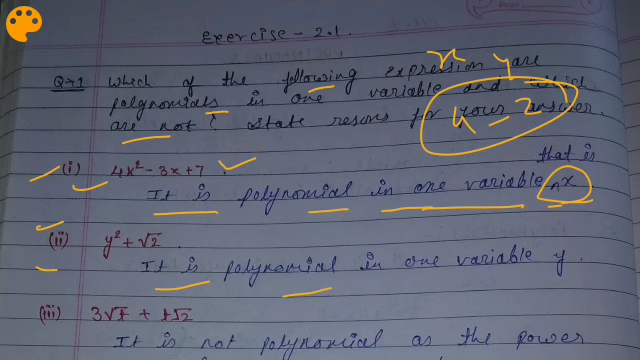 Exercise - 2.1.
x y
Q→1 Which of the following expression are
polynomials in one variable and which
are not? State resons for your answer.
(i) 4x² - 3x + 7.
that is
It is polynomial in one variable x
(ii) y² + √2.
It is polynomial in one variable y.
(iii) 3√t + t√2
It is not polynomial as the power